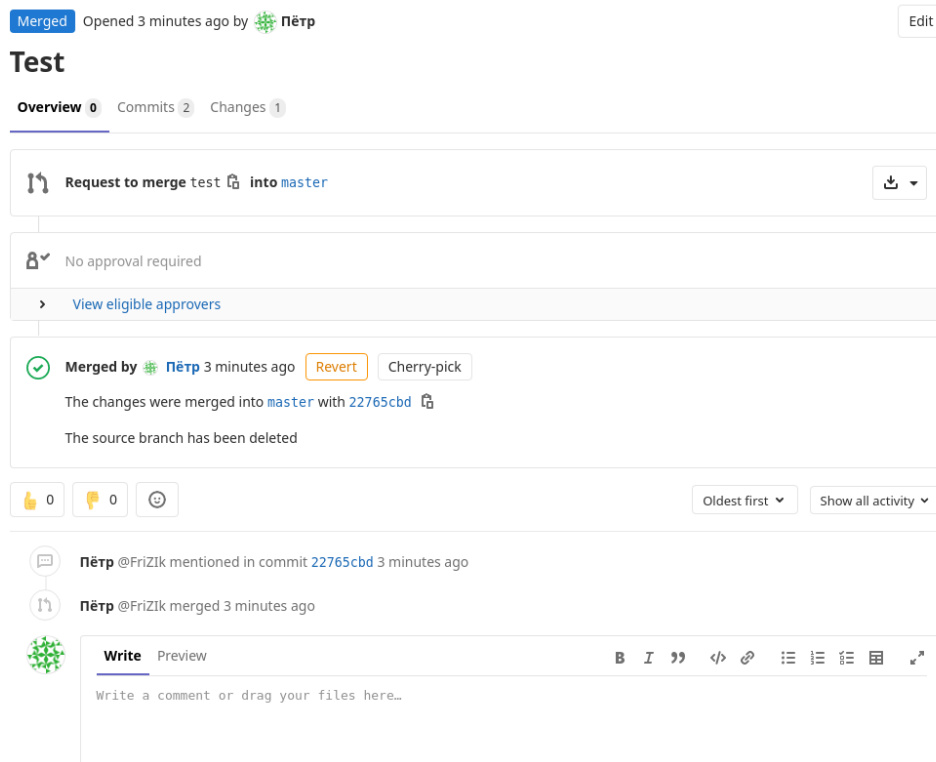 Merged Opened 3 minutes ago by Пётр Edit
Test
Overview 0 Commits 2 Changes 1
Request to merge test into master
No approval required
View eligible approvers
Merged by Пётр 3 minutes ago Revert Cherry-pick
The changes were merged into master with 22765cbd
The source branch has been deleted
0 0 Oldest first Show all activity
Пётр @FriZIk mentioned in commit 22765cbd 3 minutes ago
Пётр @FriZIk merged 3 minutes ago
Write Preview B I
Write a comment or drag your files here…